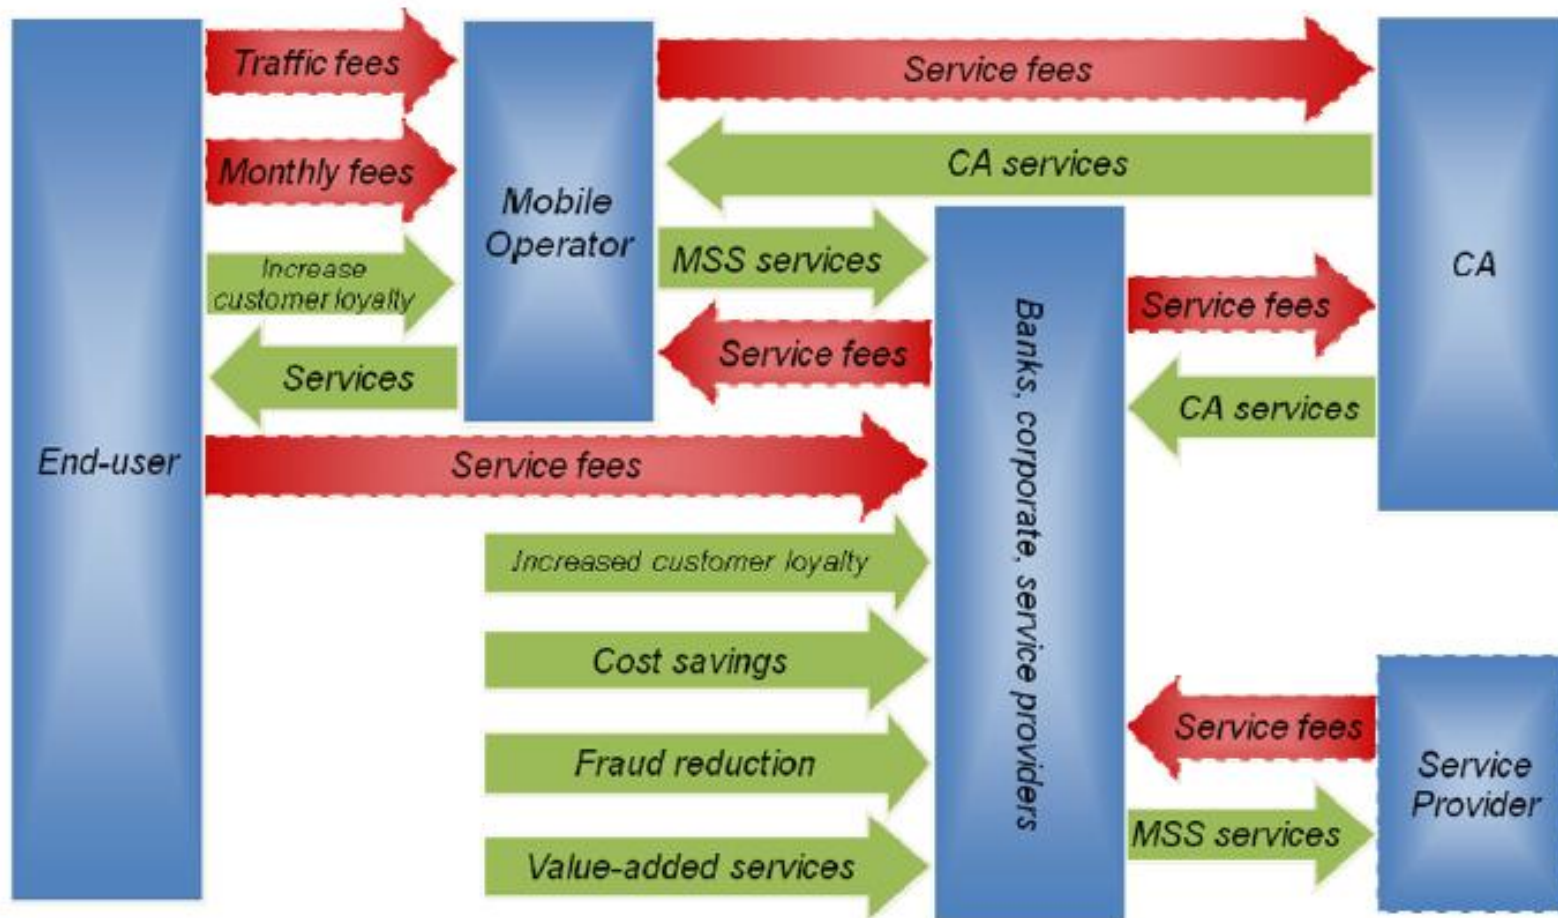 Traffic fees
Service fees
Monthly fees
CA services
Mobile
Operator
MSS services
CA
Increase
customer loyalty
Service fees
Service fees
Services
CA services
End-user
Service fees
Banks, corporate, service providers
Increased customer loyalty
Cost savings
Service fees
Fraud reduction
Service
Provider
MSS services
Value-added services